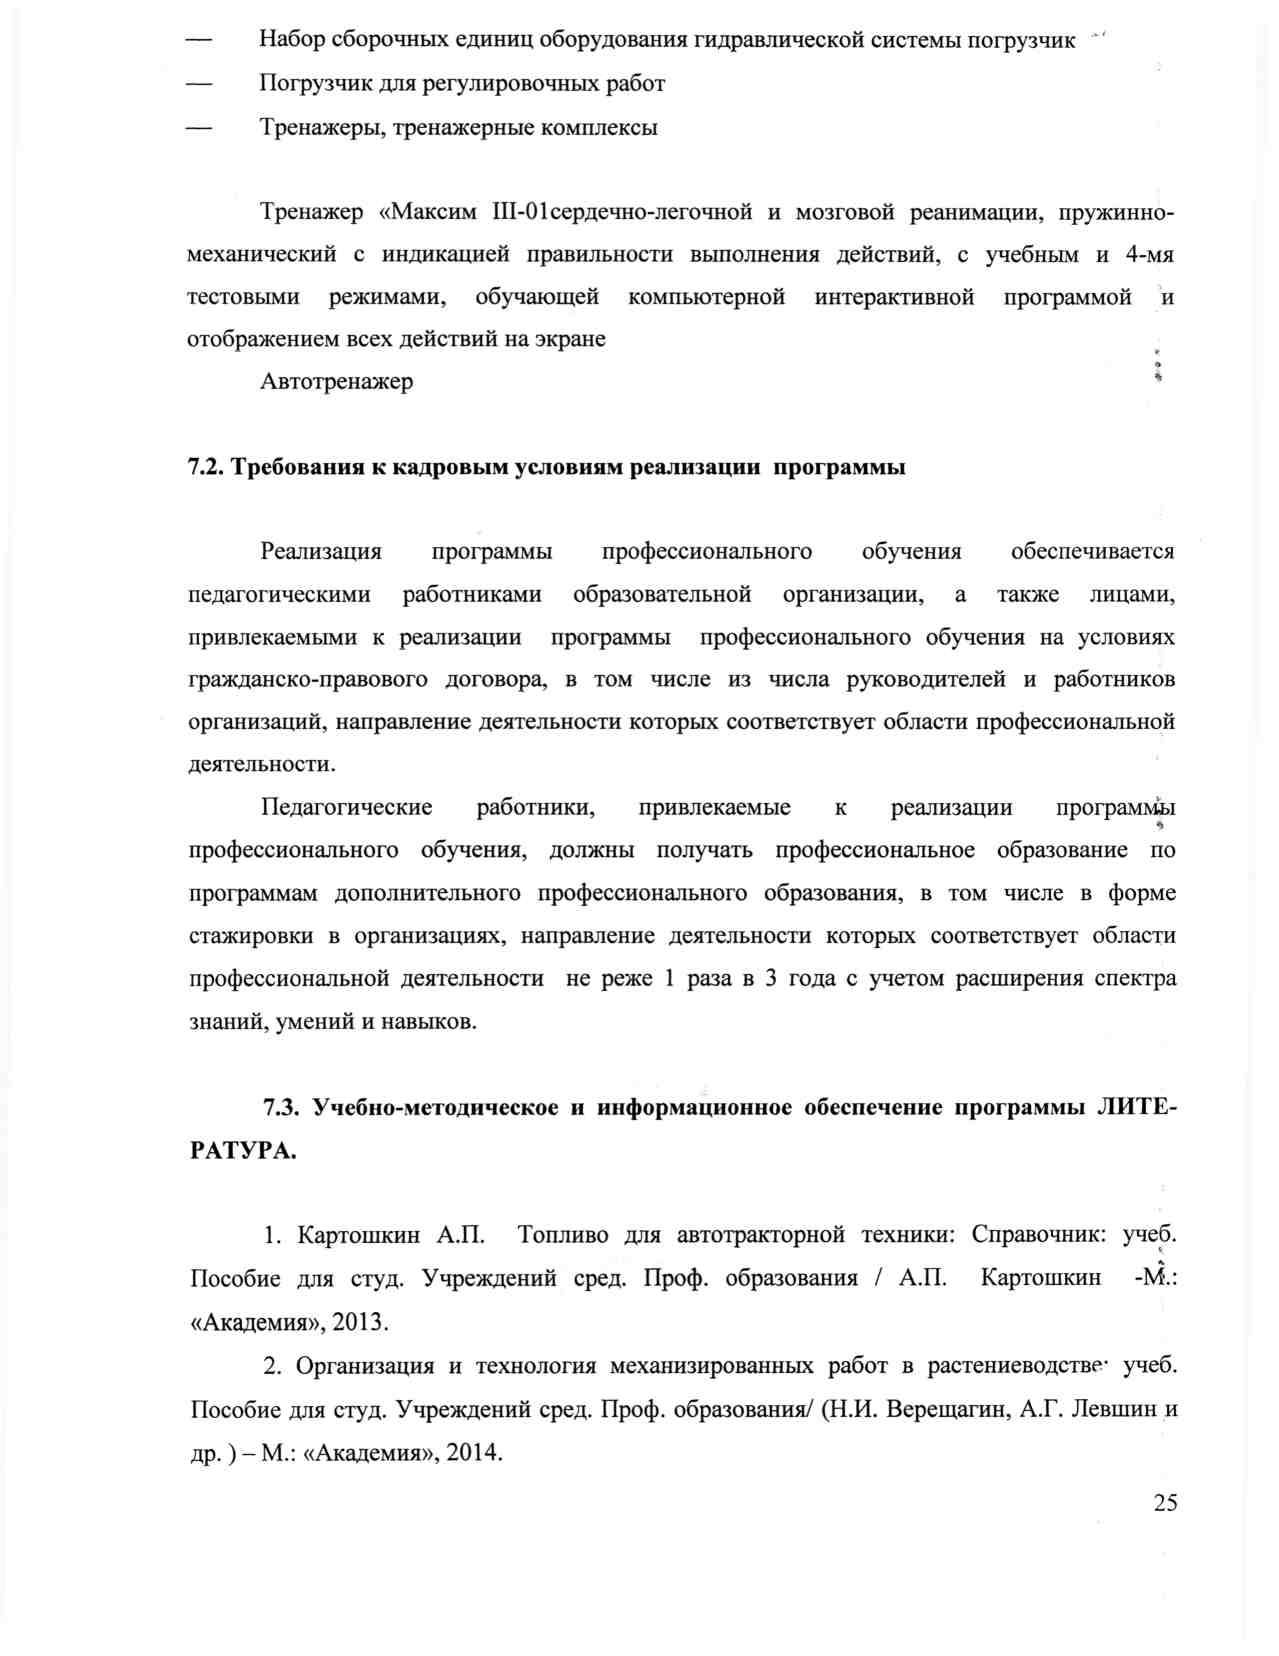 — Набор сборочных единиц оборудования гидравлической системы погрузчик
— Погрузчик для регулировочных работ
— Тренажеры, тренажерные комплексы
Тренажер «Максим III-01сердечно-легочной и мозговой реанимации, пружинно-
механический с индикацией правильности выполнения действий, с учебным и 4-мя
тестовыми режимами, обучающей компьютерной интерактивной программой и
отображением всех действий на экране
Автотренажер
7.2. Требования к кадровым условиям реализации программы
Реализация программы профессионального обучения обеспечивается
педагогическими работниками образовательной организации, а также лицами,
привлекаемыми к реализации программы профессионального обучения на условиях
гражданско-правового договора, в том числе из числа руководителей и работников
организаций, направление деятельности которых соответствует области профессиональной
деятельности.
Педагогические работники, привлекаемые к реализации программы
профессионального обучения, должны получать профессиональное образование по
программам дополнительного профессионального образования, в том числе в форме
стажировки в организациях, направление деятельности которых соответствует области
профессиональной деятельности не реже 1 раза в 3 года с учетом расширения спектра
знаний, умений и навыков.
7.3. Учебно-методическое и информационное обеспечение программы ЛИТЕ-
РАТУРА.
1. Картошкин А.П. Топливо для автотракторной техники: Справочник: учеб.
Пособие для студ. Учреждений сред. Проф. образования / А.П. Картошкин -М.:
«Академия», 2013.
2. Организация и технология механизированных работ в растениеводстве· учеб.
Пособие для студ. Учреждений сред. Проф. образования/ (Н.И. Верещагин, А.Г. Левшин и
др. ) – М.: «Академия», 2014.
25